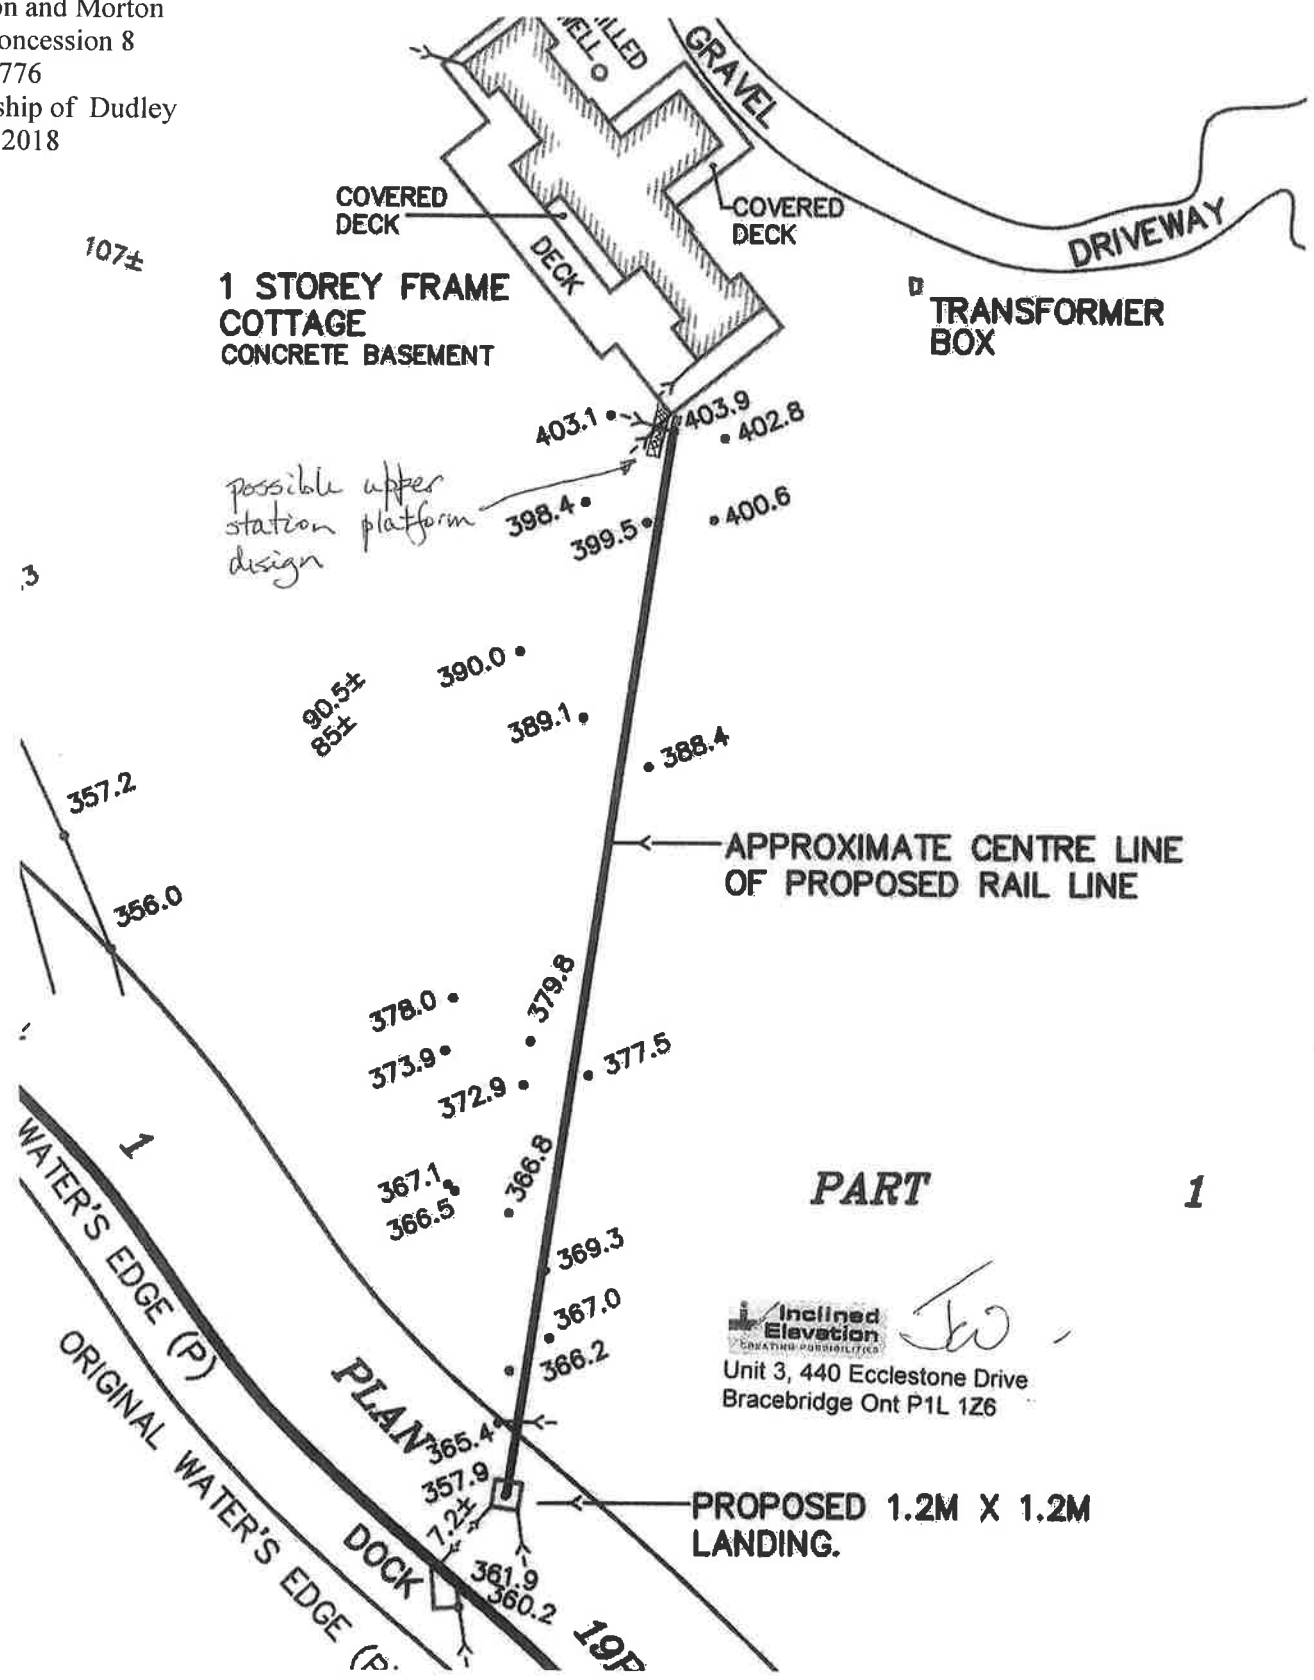 on and Morton
oncession 8
776
ship of Dudley
2018
ILLED
WELL
GRAVEL
DRIVEWAY
COVERED
DECK
COVERED
DECK
DECK
107±
1 STOREY FRAME
COTTAGE
CONCRETE BASEMENT
TRANSFORMER
BOX
403.1
403.9
402.8
possible upper
station platform
design
398.4
399.5
400.6
.3
390.0
90.5±
85±
389.1
388.4
357.2
356.0
APPROXIMATE CENTRE LINE
OF PROPOSED RAIL LINE
378.0
379.8
373.9
377.5
372.9
1
WATER'S EDGE (P)
367.1
366.5
366.8
PART 1
369.3
367.0
366.2
Inclined
Elevation
CREATING POSSIBILITIES
Unit 3, 440 Ecclestone Drive
Bracebridge Ont P1L 1Z6
ORIGINAL WATER'S EDGE (P.
PLAN
365.4
357.9
7.2±
PROPOSED 1.2M X 1.2M
LANDING.
DOCK
361.9
360.2
19R